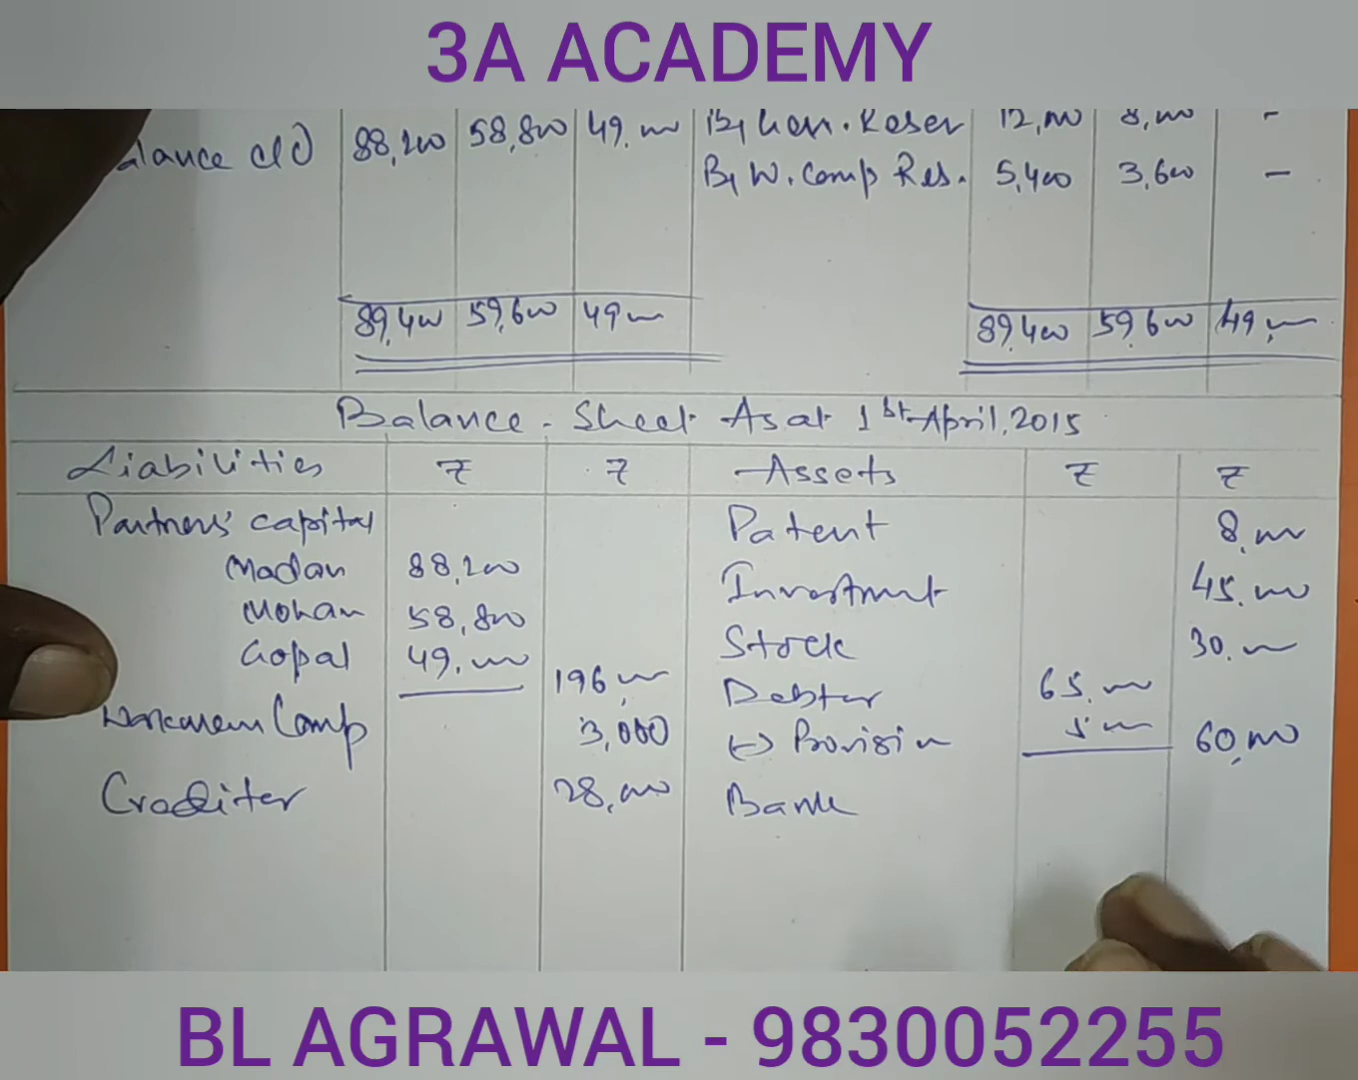 3A ACADEMY
alance c/d 88,200 58,800 49,000 By Gen. Reser 12,000 8,000 -
By W. Comp Res. 5,400 3,600 -
89,400 59,600 49,000 89,400 59,600 49,000
Balance - Sheet As at 1st April, 2015
Liabilities ₹ ₹ Assets ₹ ₹
Partners' capital Patent 8,000
Madan 88,200 Investment 45,000
Mohan 58,800
Gopal 49,000 196,000 Stock 30,000
Debtor 65,000
Workmen Comp 3,000 (-) Provision 5,000 60,000
Creditor 28,000 Bank
BL AGRAWAL - 9830052255